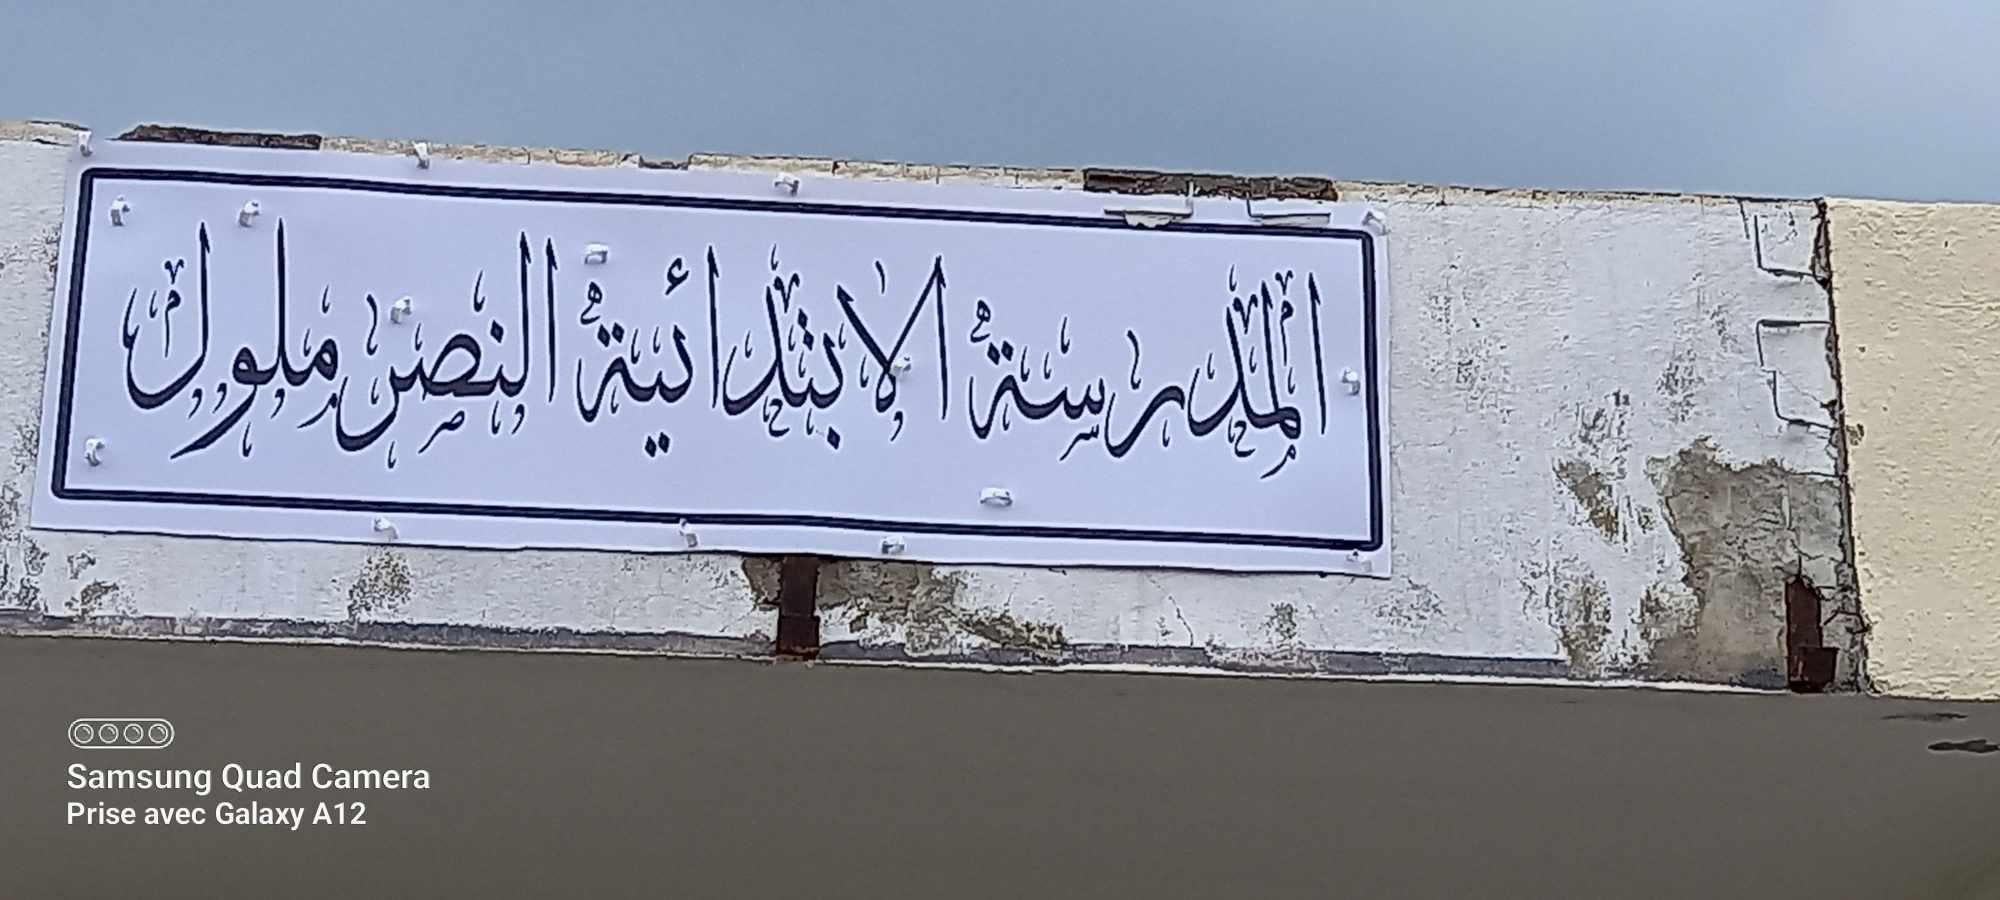 المدرسة الابتدائية النصر ملول
Samsung Quad Camera
Prise avec Galaxy A12